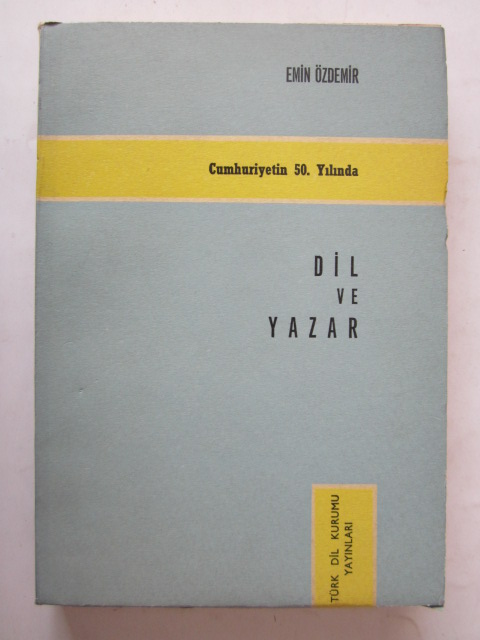 EMİN ÖZDEMİR
Cumhuriyetin 50. Yılında
DİL
VE
YAZAR
TÜRK DİL KURUMU
YAYINLARI